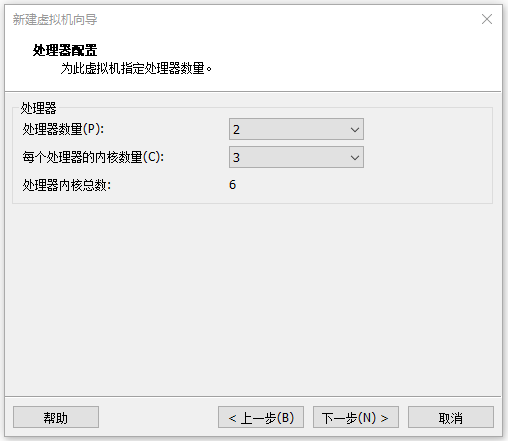 新建虚拟机向导
处理器配置
为此虚拟机指定处理器数量。
处理器
处理器数量(P): 2
每个处理器的内核数量(C): 3
处理器内核总数: 6
帮助 < 上一步(B) 下一步(N) > 取消